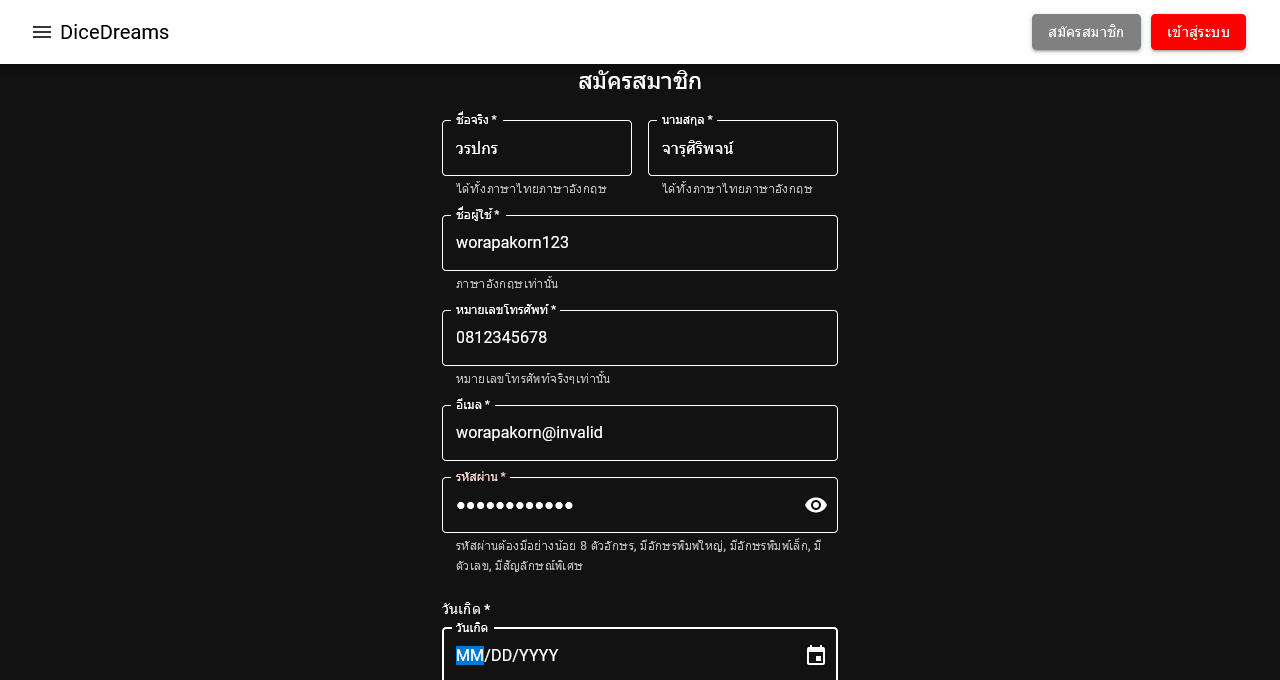 DiceDreams
สมัครสมาชิก
เข้าสู่ระบบ
สมัครสมาชิก
ชื่อจริง *
นามสกุล *
วรปกร
จารุศิริพจน์
ได้ทั้งภาษาไทยภาษาอังกฤษ
ได้ทั้งภาษาไทยภาษาอังกฤษ
ชื่อผู้ใช้ *
worapakorn123
ภาษาอังกฤษเท่านั้น
หมายเลขโทรศัพท์ *
0812345678
หมายเลขโทรศัพท์จริงๆเท่านั้น
อีเมล *
worapakorn@invalid
รหัสผ่าน *
••••••••••••
รหัสผ่านต้องมีอย่างน้อย 8 ตัวอักษร, มีอักษรพิมพ์ใหญ่, มีอักษรพิมพ์เล็ก, มี
ตัวเลข, มีสัญลักษณ์พิเศษ
วันเกิด *
วันเกิด
MM/DD/YYYY